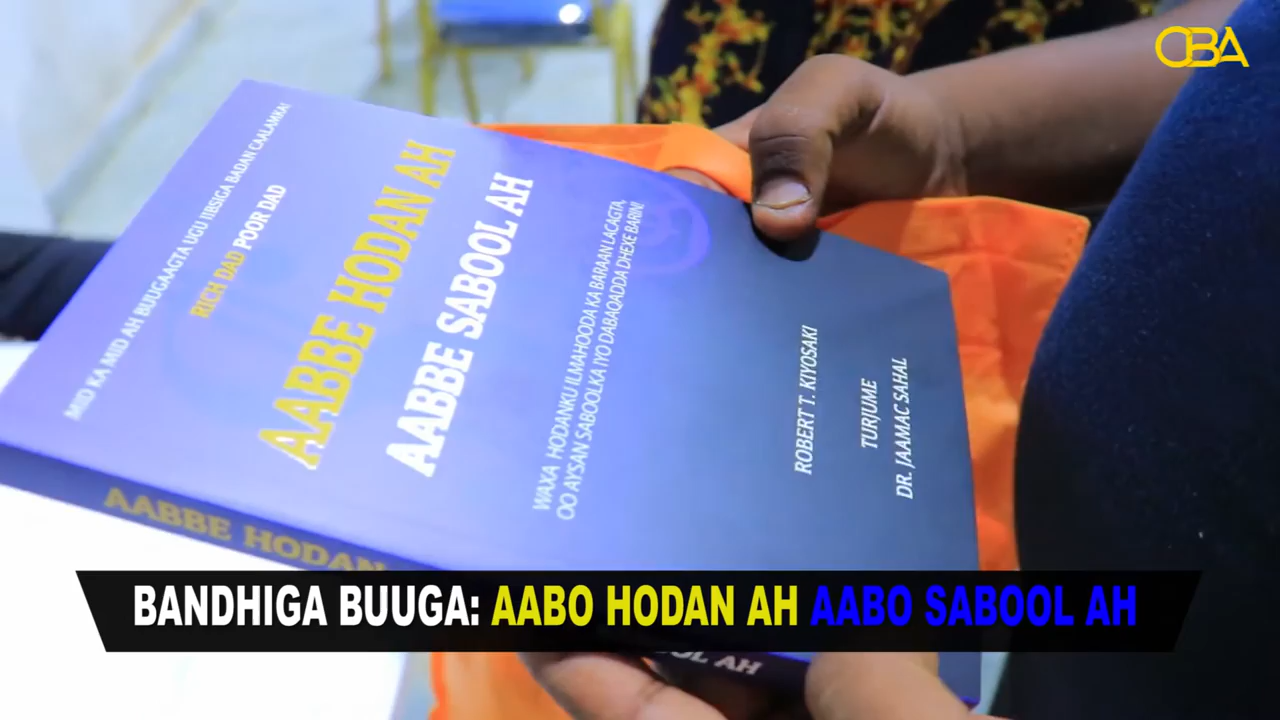 OBA
MID KA MID AH BUUGAAGTA UGU IIBSIGA BADAN CAALAMKA!
RICH DAD POOR DAD
AABBE HODAN AH
AABBE SABOOL AH
WAXA HODANKU ILMAHOODA KA BARAAN LACAGTA,
OO AYSAN SABOOLKA IYO DABAQADDA DHEXE BARIN!
ROBERT T. KIYOSAKI
TURJUME
DR. JAAMAC SAHAL
AABBE HODAN
OOL AH
BANDHIGA BUUGA: AABO HODAN AH AABO SABOOL AH